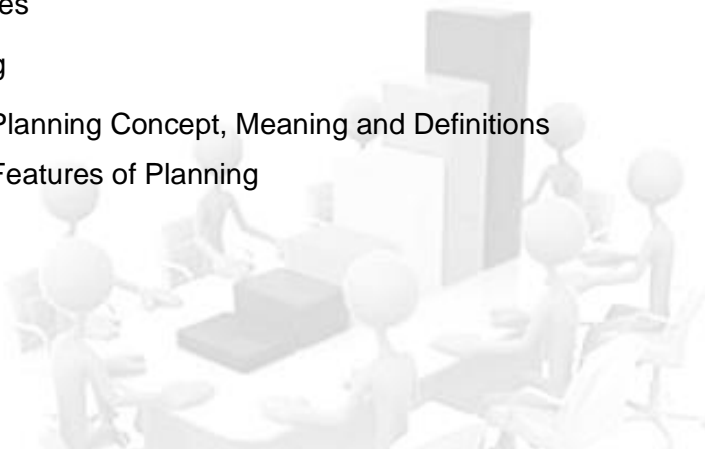 es
g
Planning Concept, Meaning and Definitions
Features of Planning